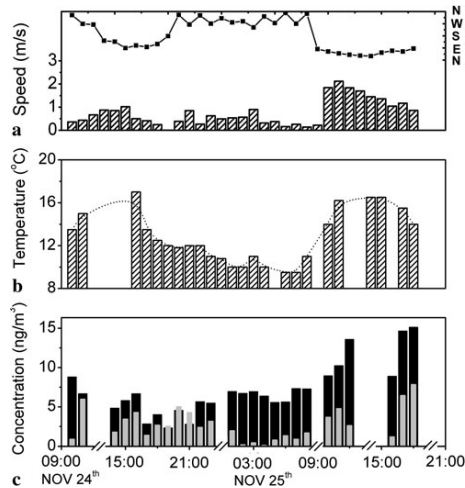 N
W
S
E
N
Speed (m/s)
3
2
1
0
a
Temperature (°C)
20
16
12
8
b
Concentration (ng/m³)
15
10
5
0
c
09:00 15:00 21:00 03:00 09:00 15:00 21:00
NOV 24th NOV 25th